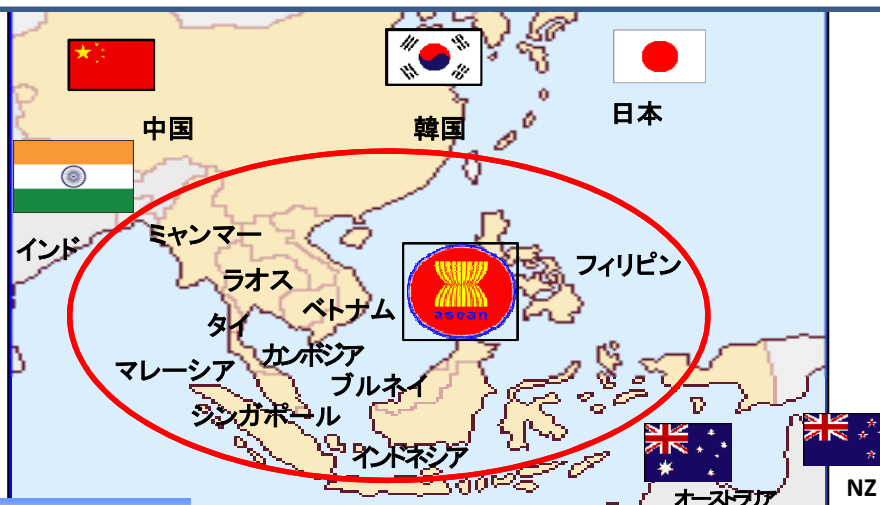 中国
韓国
日本
インド
ミャンマー
フィリピン
ラオス
ベトナム
asean
タイ
カンボジア
マレーシア
ブルネイ
シンガポール
インドネシア
オーストラリア
NZ